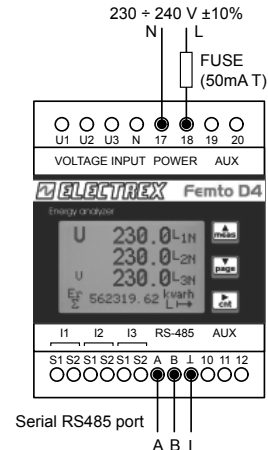 230 ÷ 240 V ±10%
N L
FUSE
(50mA T)
U1 U2 U3 N 17 18 19 20
VOLTAGE INPUT POWER AUX
ELECTREX Femto D4
Energy analyzer
U 230.0 L1N
meas
230.0 L2N
page
U 230.0 L3N
Er Σ 562319.62 kvarh L
cnt
I1 I2 I3 RS-485 AUX
S1 S2 S1 S2 S1 S2 A B ⊥ 10 11 12
Serial RS485 port
A B ⊥